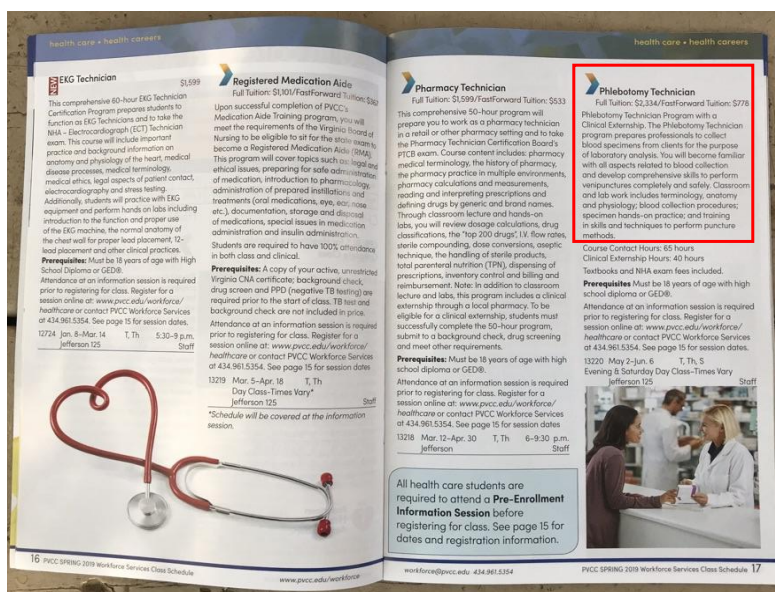 health care • health careers
NEW
EKG Technician
$1,599
This comprehensive 60-hour EKG Technician
Certification Program prepares students to
function as EKG Technicians and to take the
NHA – Electrocardiograph (ECT) Technician
exam. This course will include important
practice and background information on
anatomy and physiology of the heart, medical
disease processes, medical terminology,
medical ethics, legal aspects of patient contact,
electrocardiography and stress testing.
Additionally, students will practice with EKG
equipment and perform hands on labs including
introduction to the function and proper use
of the EKG machine, the normal anatomy of
the chest wall for proper lead placement, 12-
lead placement and other clinical practices.
Prerequisites: Must be 18 years of age with High
School Diploma or GED®.
Attendance at an information session is required
prior to registering for class. Register for a
session online at: www.pvcc.edu/workforce/
healthcare or contact PVCC Workforce Services
at 434.961.5354. See page 15 for session dates.
12724 Jan. 8–Mar. 14 T, Th 5:30–9 p.m.
Jefferson 125 Staff
Registered Medication Aide
Full Tuition: $1,101/FastForward Tuition: $363
Upon successful completion of PVCC's
Medication Aide Training program, you will
meet the requirements of the Virginia Board of
Nursing to be eligible to sit for the state exam to
become a Registered Medication Aide (RMA).
This program will cover topics such as: legal and
ethical issues, preparing for safe administration
of medication, introduction to pharmacology,
administration of prepared instillations and
treatments (oral medications, eye, ear, nose
etc.), documentation, storage and disposal
of medications, special issues in medication
administration and insulin administration.
Students are required to have 100% attendance
in both class and clinical.
Prerequisites: A copy of your active, unrestricted
Virginia CNA certificate; background check,
drug screen and PPD (negative TB testing) are
required prior to the start of class. TB test and
background check are not included in price.
Attendance at an information session is required
prior to registering for class. Register for a
session online at: www.pvcc.edu/workforce/
healthcare or contact PVCC Workforce Services
at 434.961.5354. See page 15 for session dates.
13219 Mar. 5–Apr. 18 T, Th
Day Class–Times Vary*
Jefferson 125 Staff
*Schedule will be covered at the information
session.
16 PVCC SPRING 2019 Workforce Services Class Schedule
www.pvcc.edu/workforce
health care • health careers
Pharmacy Technician
Full Tuition: $1,599/FastForward Tuition: $533
This comprehensive 50-hour program will
prepare you to work as a pharmacy technician
in a retail or other pharmacy setting and to take
the Pharmacy Technician Certification Board's
PTCB exam. Course content includes: pharmacy
medical terminology, the history of pharmacy,
the pharmacy practice in multiple environments,
pharmacy calculations and measurements,
reading and interpreting prescriptions and
defining drugs by generic and brand names.
Through classroom lecture and hands-on
labs, you will review dosage calculations, drug
classifications, the "top 200 drugs", I.V. flow rates,
sterile compounding, dose conversions, aseptic
technique, the handling of sterile products,
total parenteral nutrition (TPN), dispensing of
prescriptions, inventory control and billing and
reimbursement. Note: In addition to classroom
lecture and labs, this program includes a clinical
externship through a local pharmacy. To be
eligible for a clinical externship, students must
successfully complete the 50-hour program,
submit to a background check, drug screening
and meet other requirements.
Prerequisites: Must be 18 years of age with high
school diploma or GED®.
Attendance at an information session is required
prior to registering for class. Register for a
session online at: www.pvcc.edu/workforce/
healthcare or contact PVCC Workforce Services
at 434.961.5354. See page 15 for session dates
13218 Mar. 12–Apr. 30 T, Th 6–9:30 p.m.
Jefferson Staff
All health care students are
required to attend a Pre-Enrollment
Information Session before
registering for class. See page 15 for
dates and registration information.
Phlebotomy Technician
Full Tuition: $2,334/FastForward Tuition: $778
Phlebotomy Technician Program with a
Clinical Externship. The Phlebotomy Technician
program prepares professionals to collect
blood specimens from clients for the purpose
of laboratory analysis. You will become familiar
with all aspects related to blood collection
and develop comprehensive skills to perform
venipunctures completely and safely. Classroom
and lab work includes terminology, anatomy
and physiology; blood collection procedures;
specimen hands-on practice; and training
in skills and techniques to perform puncture
methods.
Course Contact Hours: 65 hours
Clinical Externship Hours: 40 hours
Textbooks and NHA exam fees included.
Prerequisites Must be 18 years of age with high
school diploma or GED®.
Attendance at an information session is required
prior to registering for class. Register for a
session online at: www.pvcc.edu/workforce/
healthcare or contact PVCC Workforce Services
at 434.961.5354. See page 15 for session dates.
13220 May 2–Jun. 6 T, Th, S
Evening & Saturday Day Class–Times Vary
Jefferson 125 Staff
workforce@pvcc.edu 434.961.5354
PVCC SPRING 2019 Workforce Services Class Schedule 17